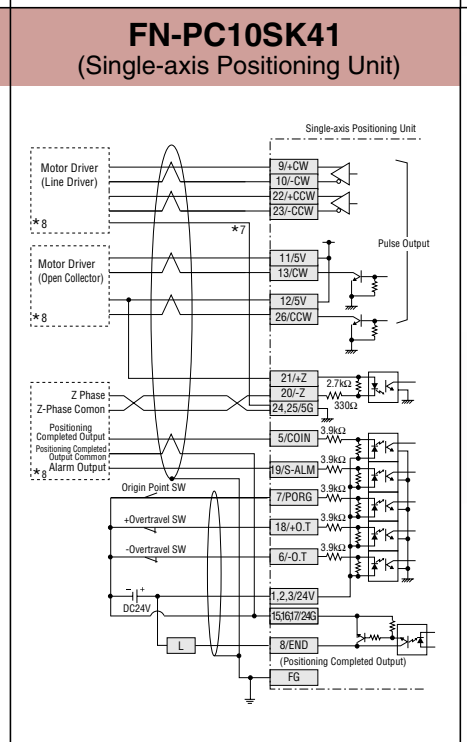 FN-PC10SK41
(Single-axis Positioning Unit)
Single-axis Positioning Unit
Motor Driver
(Line Driver)
*8
9/+CW
10/-CW
22/+CCW
23/-CCW
*7
Pulse Output
Motor Driver
(Open Collector)
*8
11/5V
13/CW
12/5V
26/CCW
21/+Z
20/-Z
24,25/5G
2.7kΩ
330Ω
Z Phase
Z-Phase Comon
Positioning
Completed Output
Positioning Completed
Output Common
Alarm Output
*8
5/COIN
3.9kΩ
19/S-ALM
3.9kΩ
Origin Point SW
7/PORG
3.9kΩ
+Overtravel SW
18/+O.T
3.9kΩ
-Overtravel SW
6/-O.T
3.9kΩ
- +
DC24V
1,2,3/24V
15,16,17/24G
L
8/END
(Positioning Completed Output)
FG